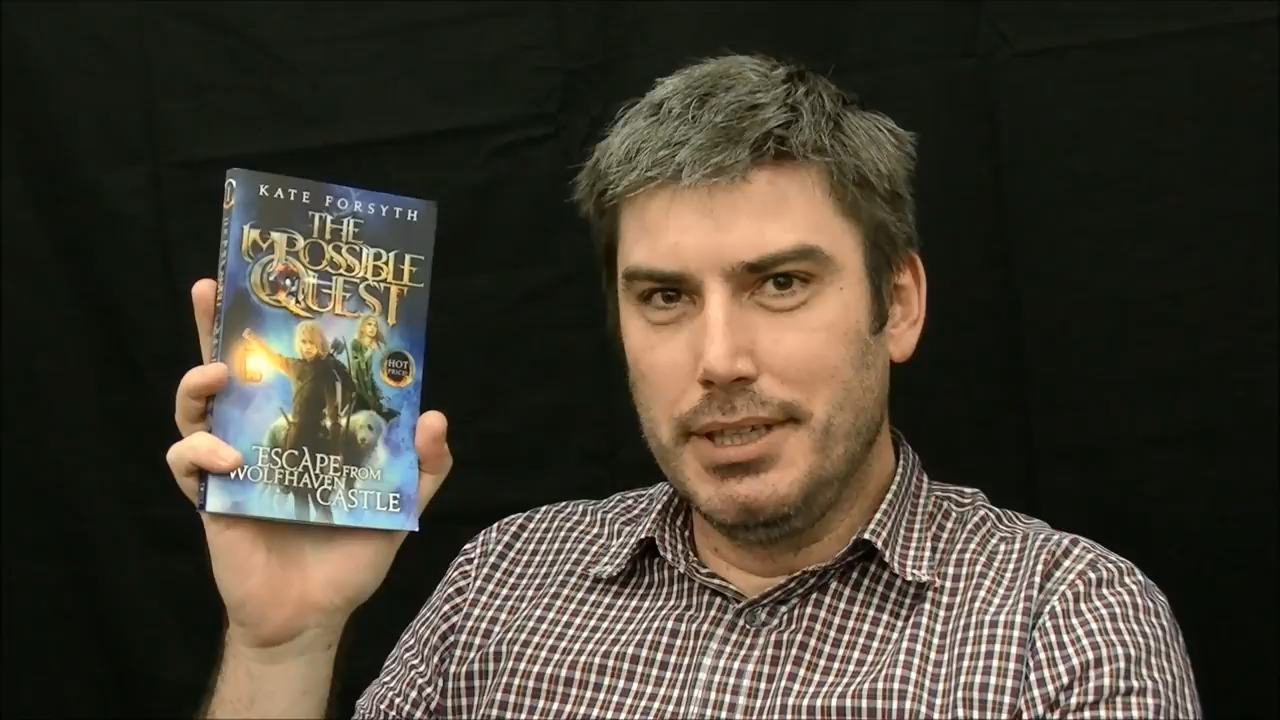 KATE FORSYTH
THE
IMPOSSIBLE
QUEST
HOT
PRICE!
ESCAPE FROM
WOLFHAVEN
CASTLE